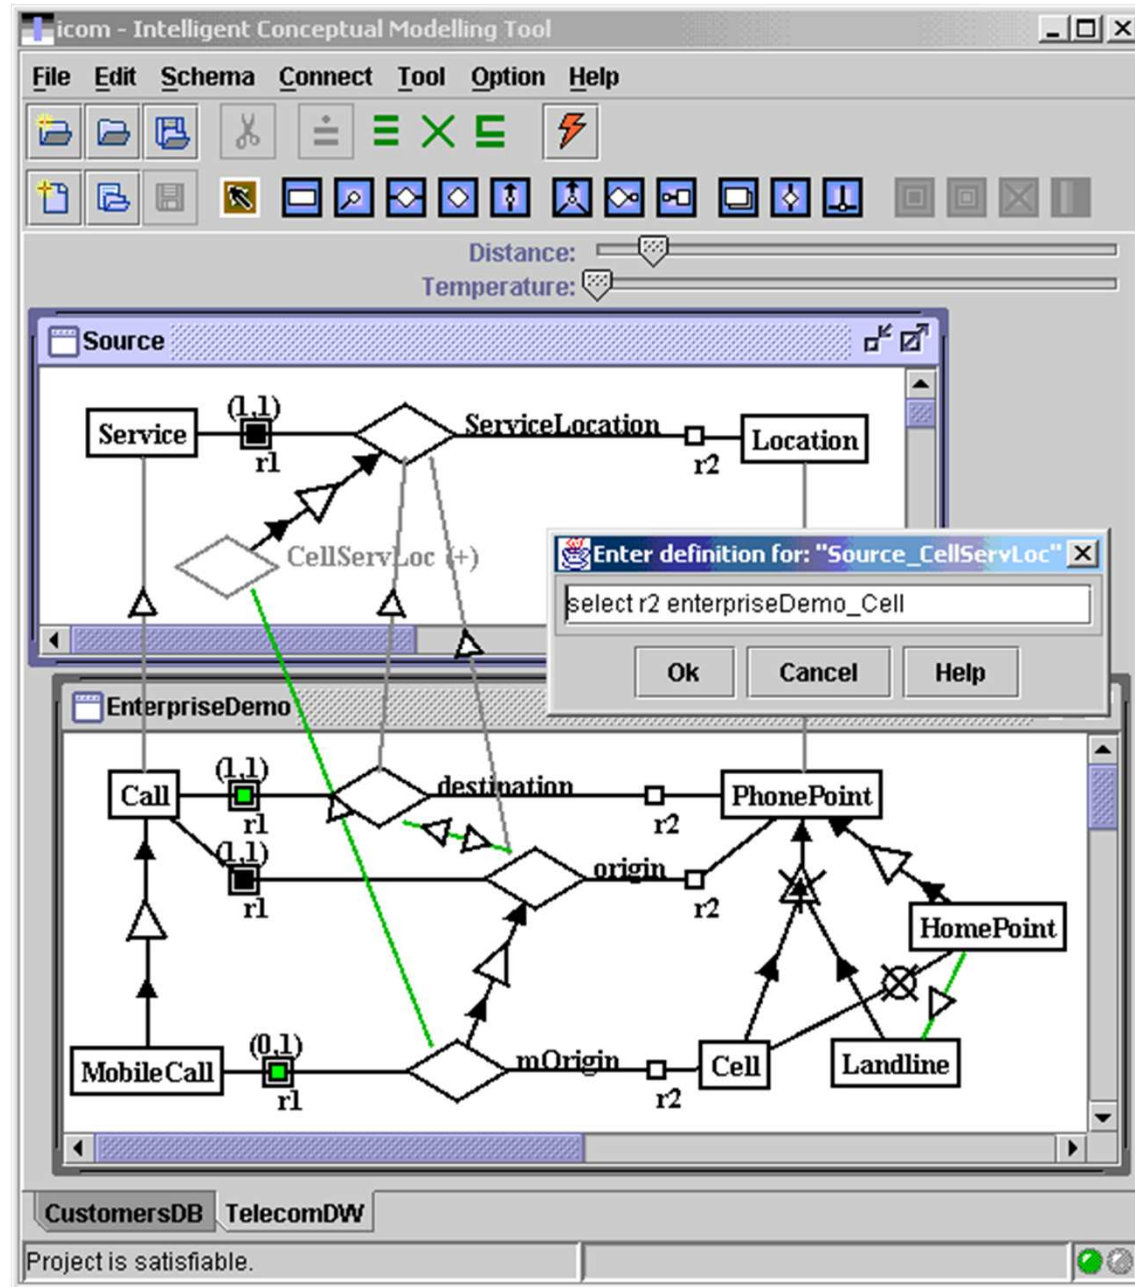 icom - Intelligent Conceptual Modelling Tool
File Edit Schema Connect Tool Option Help
Distance:
Temperature:
Source
(1,1)
Service
ServiceLocation
Location
r1
r2
CellServLoc (+)
Enter definition for: "Source_CellServLoc"
select r2 enterpriseDemo_Cell
Ok Cancel Help
EnterpriseDemo
(1,1)
Call
destination
PhonePoint
r1
r2
(1,1)
origin
r1
r2
HomePoint
(0,1)
MobileCall
mOrigin
Cell
Landline
r1
r2
CustomersDB TelecomDW
Project is satisfiable.